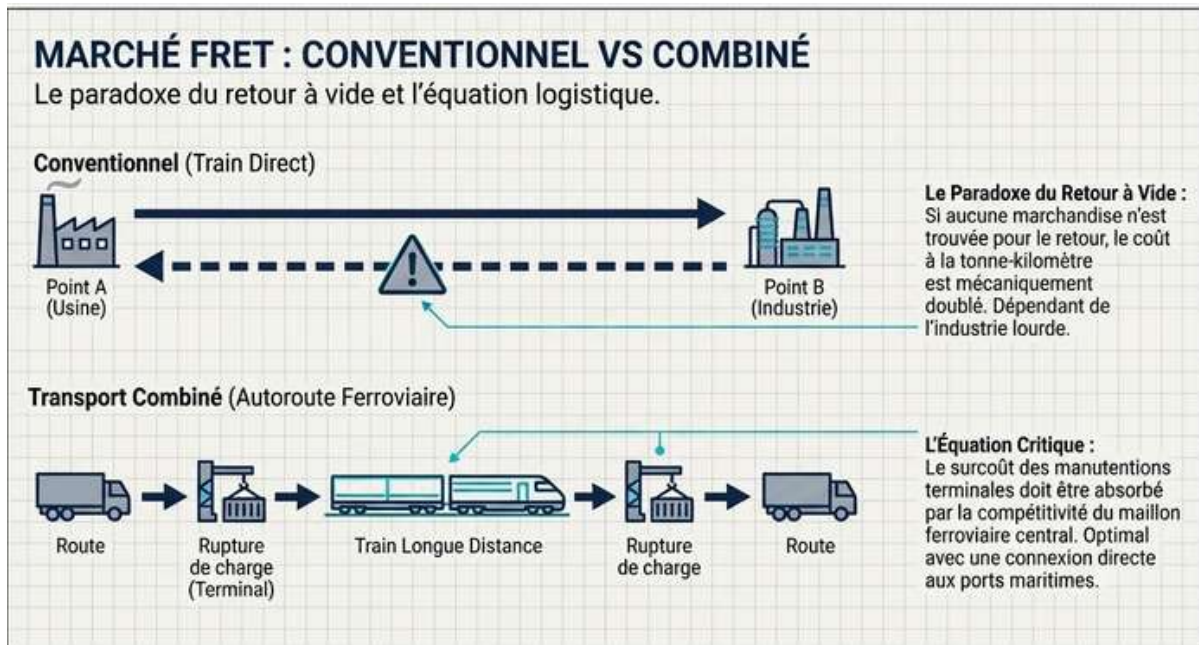 MARCHÉ FRET : CONVENTIONNEL VS COMBINÉ
Le paradoxe du retour à vide et l'équation logistique.
Conventionnel (Train Direct)
Point A
(Usine)
!
Point B
(Industrie)
Le Paradoxe du Retour à Vide :
Si aucune marchandise n'est
trouvée pour le retour, le coût
à la tonne-kilomètre
est mécaniquement
doublé. Dépendant de
l'industrie lourde.
Transport Combiné (Autoroute Ferroviaire)
Route
Rupture
de charge
(Terminal)
Train Longue Distance
Rupture
de charge
Route
L'Équation Critique :
Le surcoût des manutentions
terminales doit être absorbé
par la compétitivité du maillon
ferroviaire central. Optimal
avec une connexion directe
aux ports maritimes.